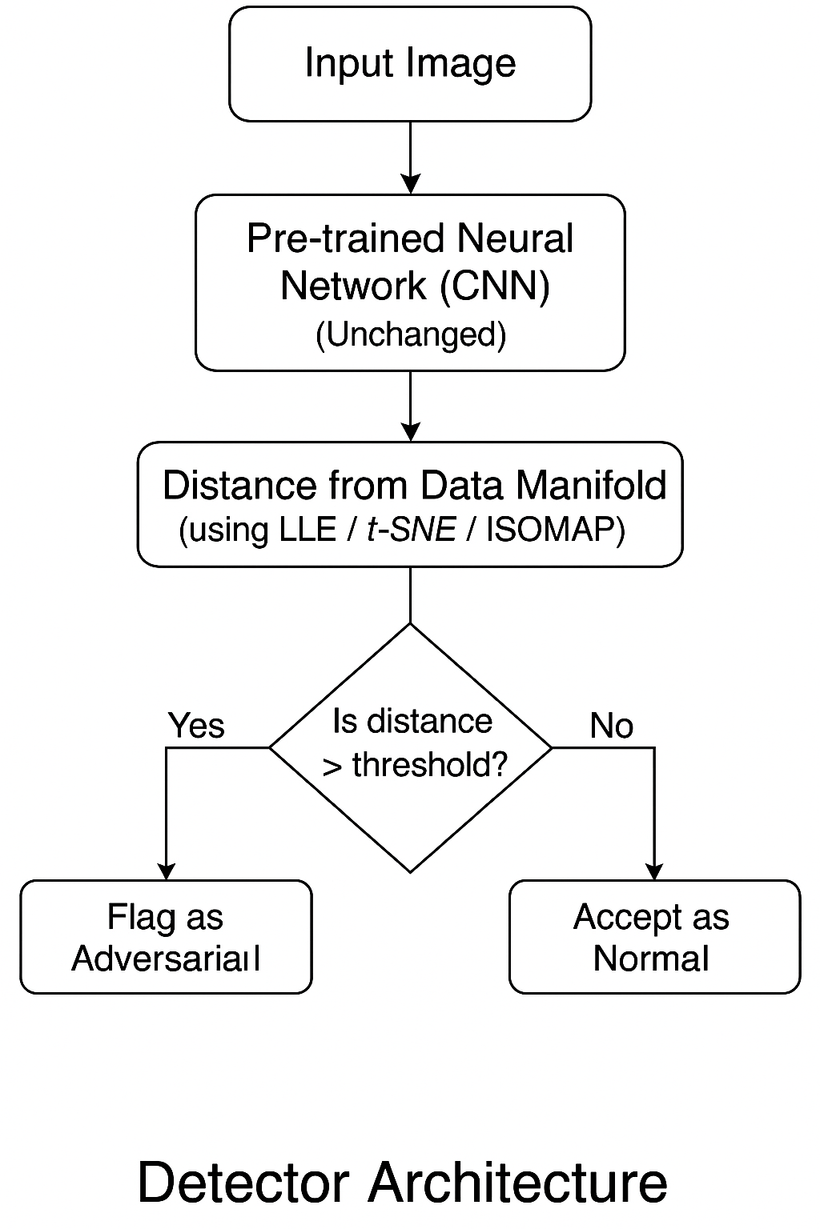 Input Image
Pre-trained Neural
Network (CNN)
(Unchanged)
Distance from Data Manifold
(using LLE / t-SNE / ISOMAP)
Is distance
> threshold?
Yes
No
Flag as
Adversariaıl
Accept as
Normal
Detector Architecture